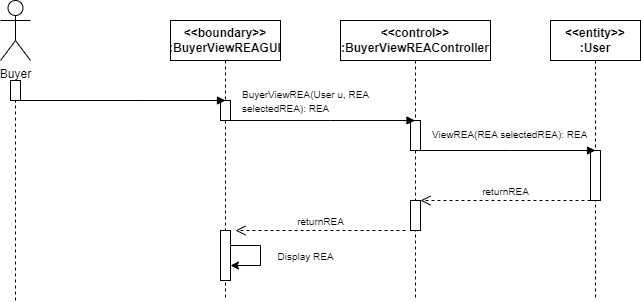 <<boundary>>
:BuyerViewREAGUI
<<control>>
:BuyerViewREAController
<<entity>>
:User
Buyer
BuyerViewREA(User u, REA
selectedREA): REA
ViewREA(REA selectedREA): REA
returnREA
returnREA
Display REA